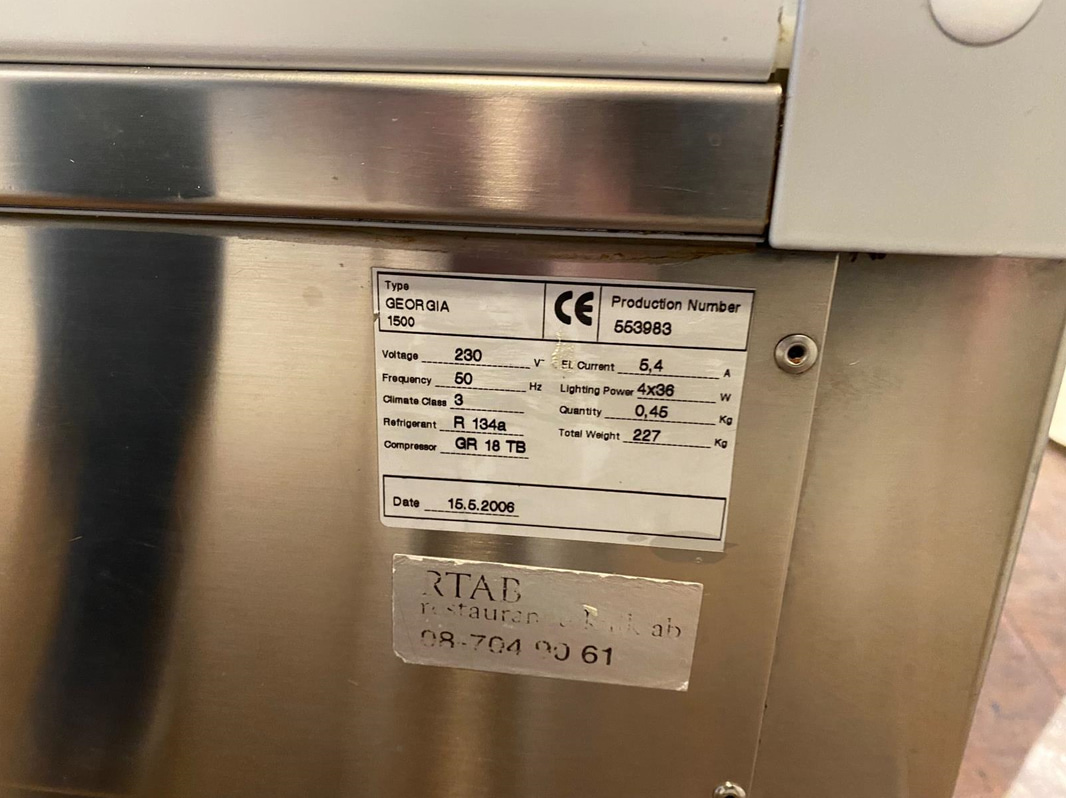 Type
GEORGIA
1500
CE
Production Number
553983
Voltage 230 V~
EL Current 5,4 A
Frequency 50 Hz
Lighting Power 4x36 W
Climate Class 3
Quantity 0,45 Kg
Refrigerant R 134a
Total Weight 227 Kg
Compressor GR 18 TB
Date 15.5.2006
RTAB
ab
08-704 90 61